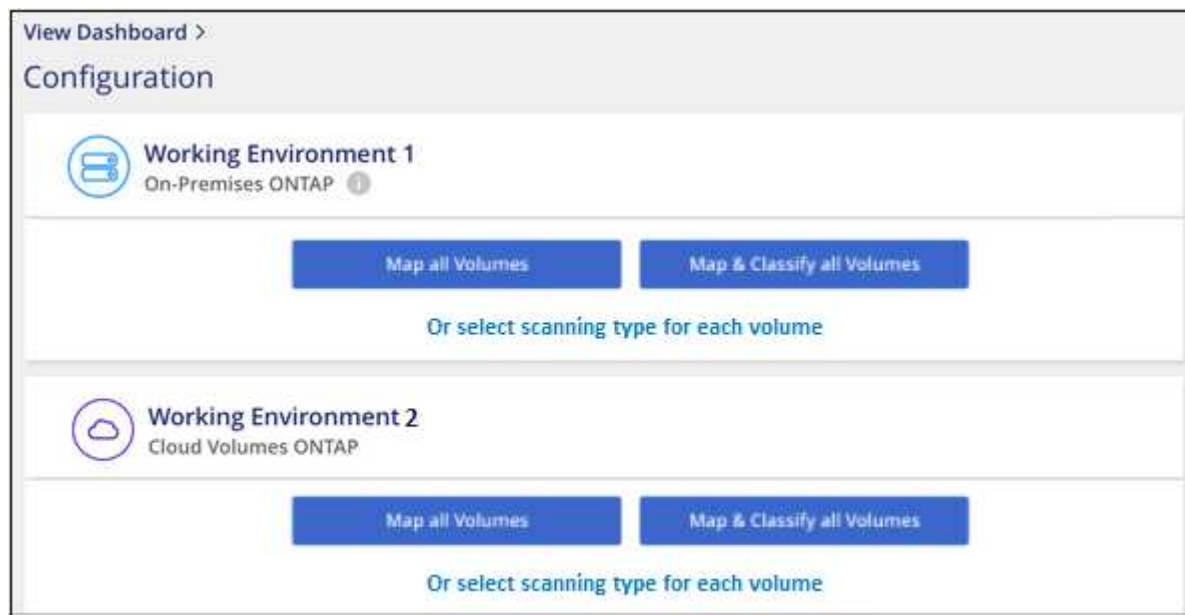 View Dashboard >
Configuration
Working Environment 1
On-Premises ONTAP i
Map all Volumes Map & Classify all Volumes
Or select scanning type for each volume
Working Environment 2
Cloud Volumes ONTAP
Map all Volumes Map & Classify all Volumes
Or select scanning type for each volume